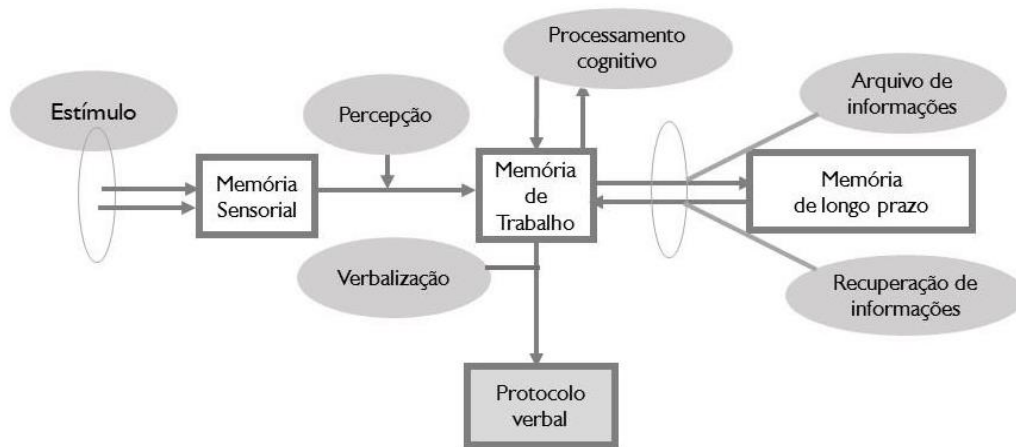 Processamento
cognitivo
Arquivo de
informações
Estímulo
Percepção
Memória
Sensorial
Memória
de
Trabalho
Memória
de longo prazo
Verbalização
Recuperação de
informações
Protocolo
verbal